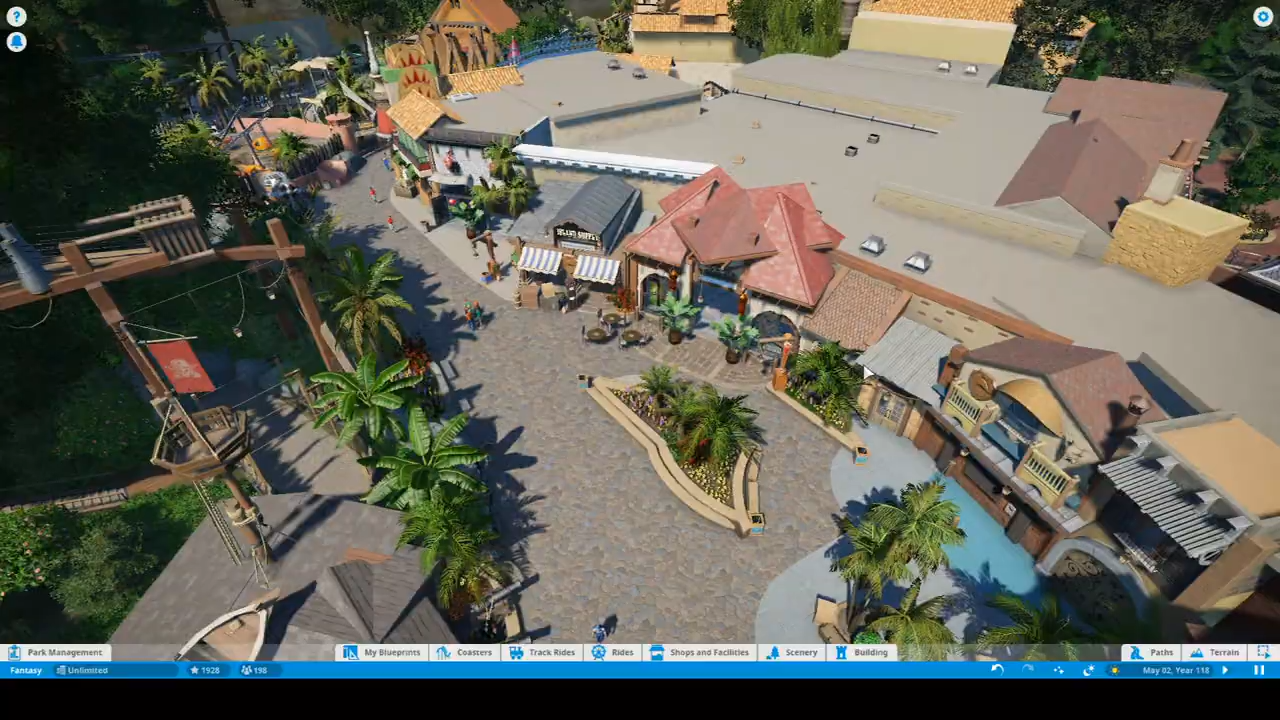 ?
Park Management
My Blueprints
Coasters
Track Rides
Rides
Shops and Facilities
Scenery
Building
Paths
Terrain
Fantasy
Unlimited
1928
198
May 02, Year 118